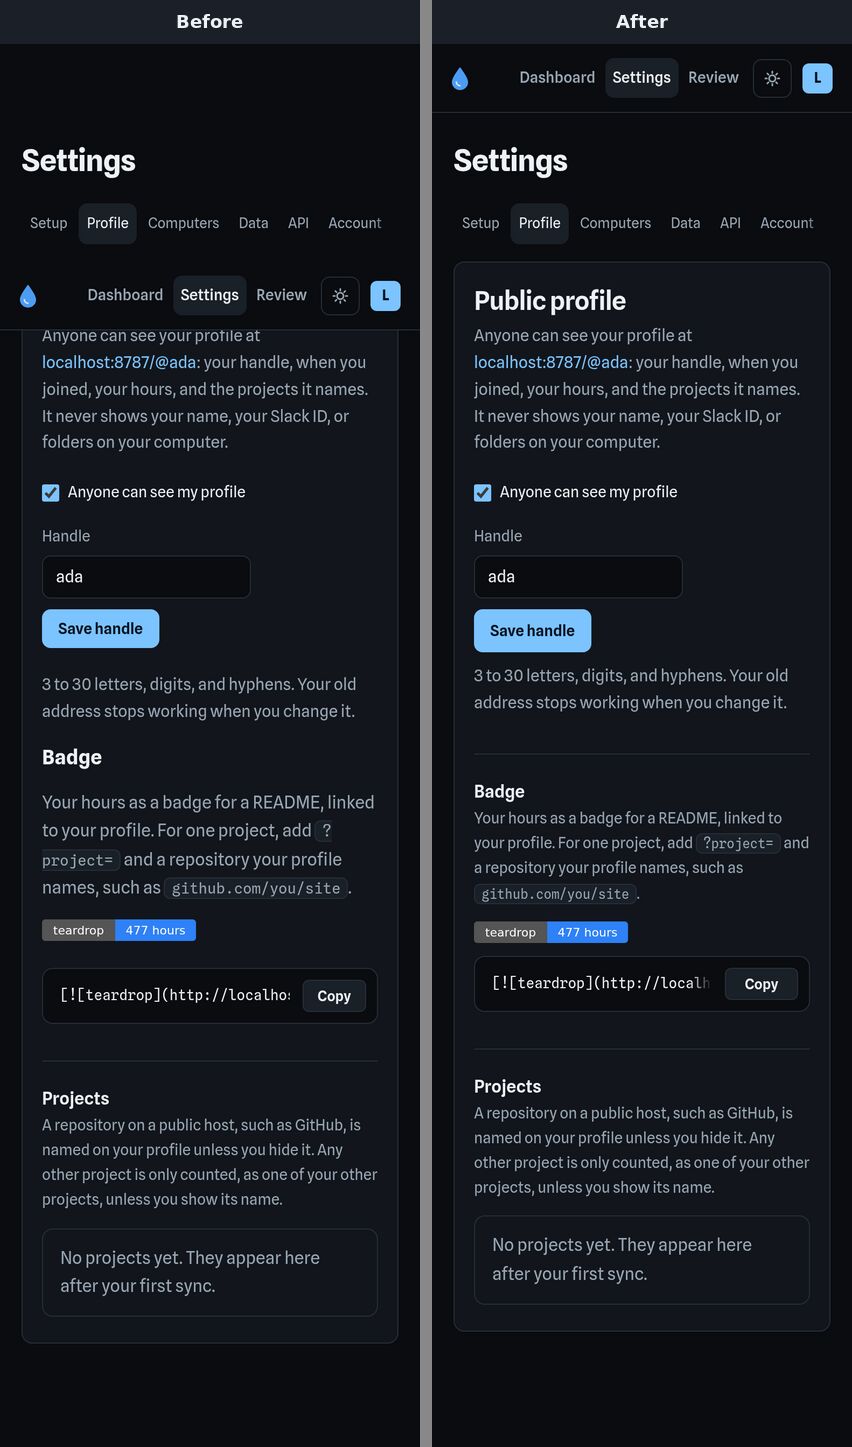 Before
Settings
Setup Profile Computers Data API Account
Dashboard Settings Review L
Anyone can see your profile at
localhost:8787/@ada: your handle, when you
joined, your hours, and the projects it names.
It never shows your name, your Slack ID, or
folders on your computer.
Anyone can see my profile
Handle
ada
Save handle
3 to 30 letters, digits, and hyphens. Your old
address stops working when you change it.
Badge
Your hours as a badge for a README, linked
to your profile. For one project, add ?
project= and a repository your profile
names, such as github.com/you/site.
teardrop 477 hours
[![teardrop](http://localhos Copy
Projects
A repository on a public host, such as GitHub, is
named on your profile unless you hide it. Any
other project is only counted, as one of your other
projects, unless you show its name.
No projects yet. They appear here
after your first sync.
After
Dashboard Settings Review L
Settings
Setup Profile Computers Data API Account
Public profile
Anyone can see your profile at
localhost:8787/@ada: your handle, when you
joined, your hours, and the projects it names.
It never shows your name, your Slack ID, or
folders on your computer.
Anyone can see my profile
Handle
ada
Save handle
3 to 30 letters, digits, and hyphens. Your old
address stops working when you change it.
Badge
Your hours as a badge for a README, linked to
your profile. For one project, add ?project= and
a repository your profile names, such as
github.com/you/site.
teardrop 477 hours
[![teardrop](http://localh Copy
Projects
A repository on a public host, such as GitHub, is
named on your profile unless you hide it. Any
other project is only counted, as one of your other
projects, unless you show its name.
No projects yet. They appear here
after your first sync.